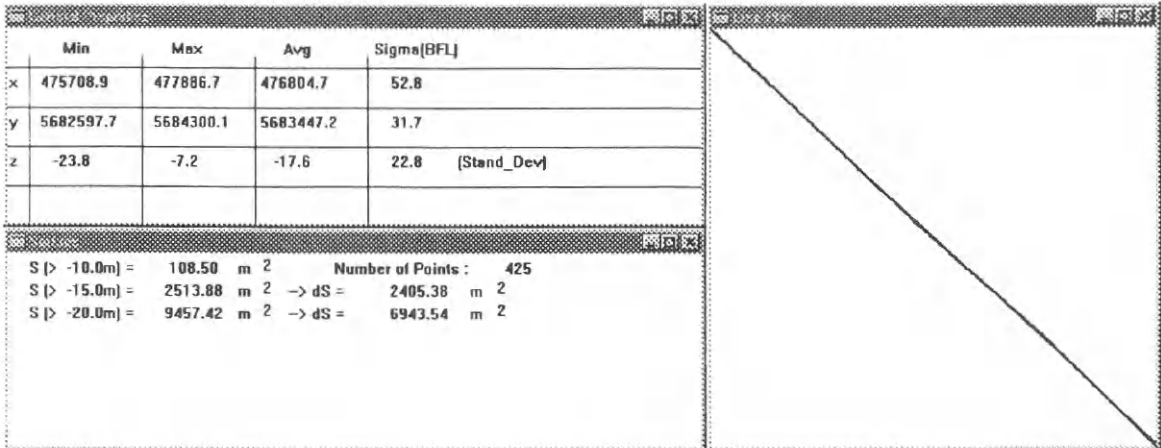 Min Max Avg Sigma(BFL)
x 475708.9 477886.7 476804.7 52.8
y 5682597.7 5684300.1 5683447.2 31.7
z -23.8 -7.2 -17.6 22.8 (Stand_Dev)
S (> -10.0m) = 108.50 m 2 Number of Points : 425
S (> -15.0m) = 2513.88 m 2 -> dS = 2405.38 m 2
S (> -20.0m) = 9457.42 m 2 -> dS = 6943.54 m 2